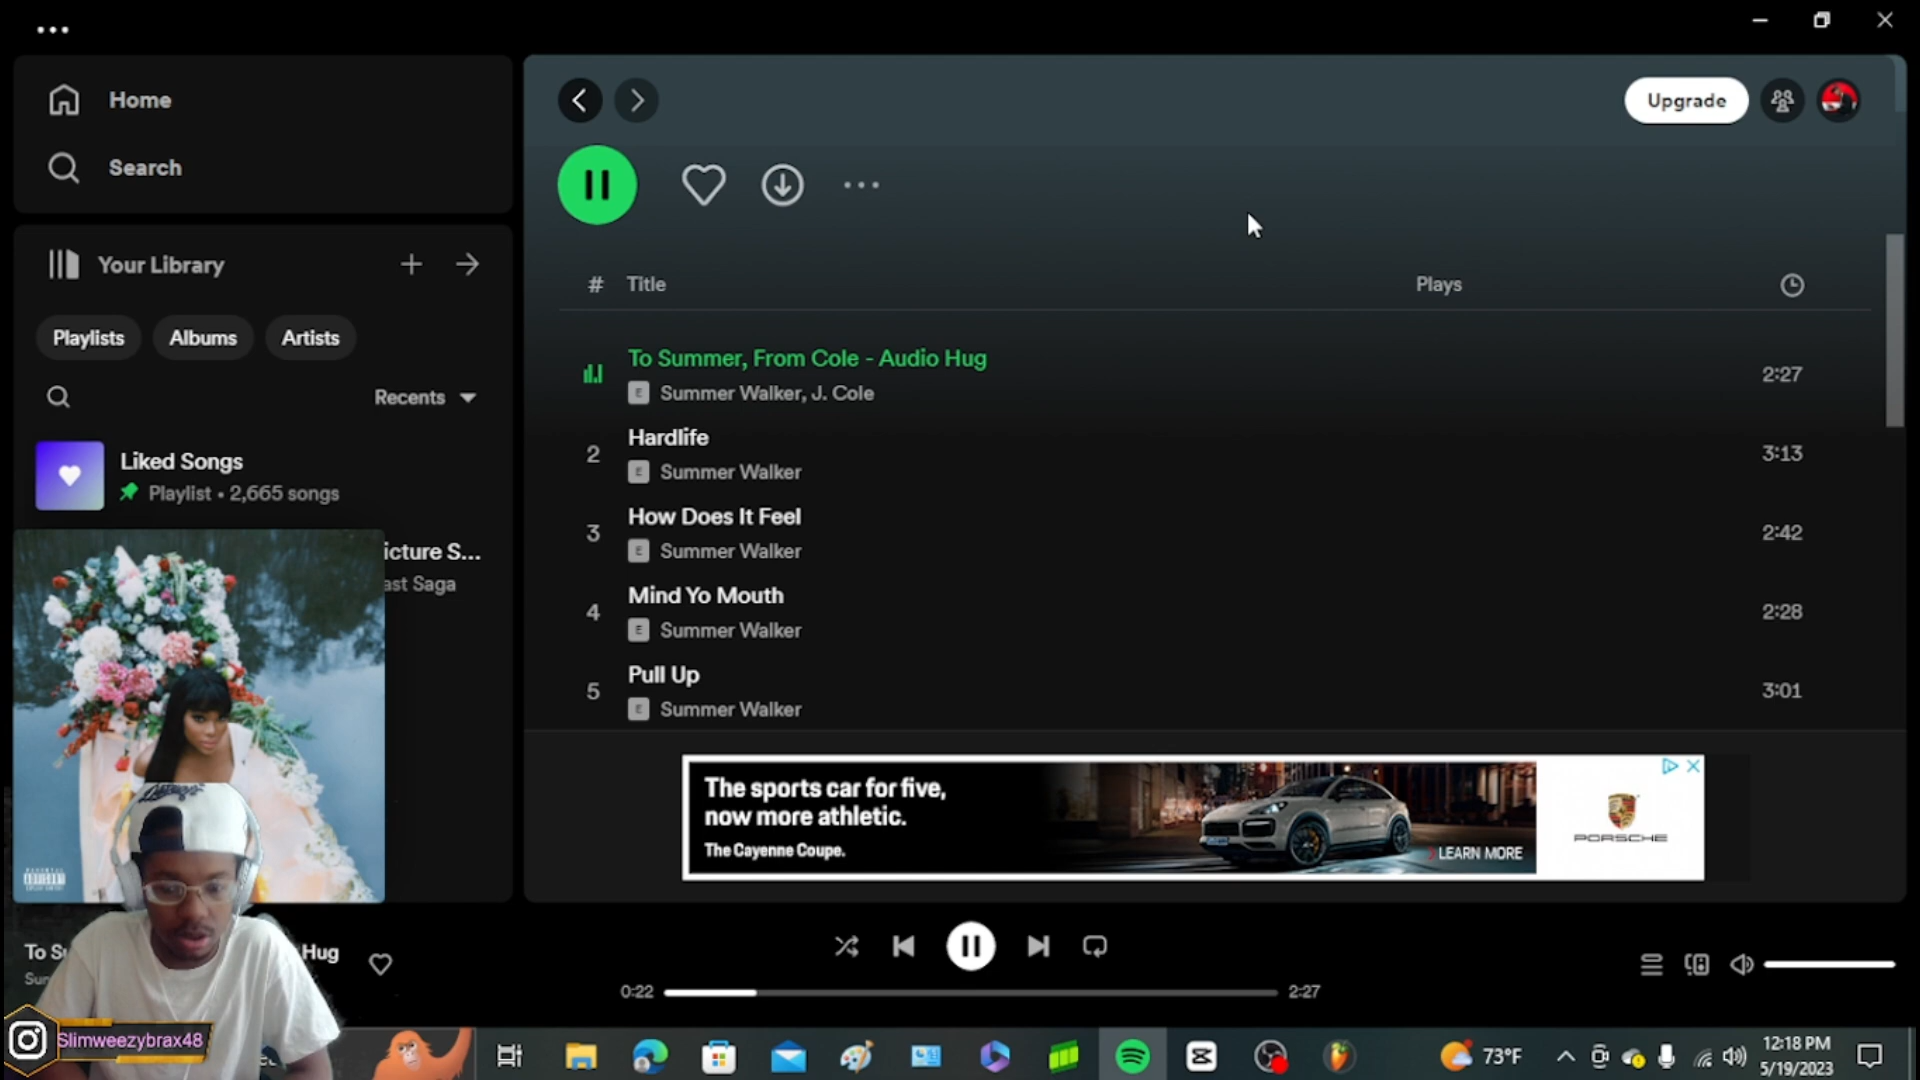 Home
Search
Upgrade
Your Library
Playlists Albums Artists
Recents
Liked Songs
Playlist • 2,665 songs
icture S...
ast Saga
# Title Plays
To Summer, From Cole - Audio Hug
E Summer Walker, J. Cole
2:27
2 Hardlife
E Summer Walker
3:13
3 How Does It Feel
E Summer Walker
2:42
4 Mind Yo Mouth
E Summer Walker
2:28
5 Pull Up
E Summer Walker
3:01
The sports car for five,
now more athletic.
The Cayenne Coupe.
LEARN MORE
PORSCHE
To Su
Hug
Sum
0:22 2:27
Slimweezybrax48
73°F
12:18 PM
5/19/2023